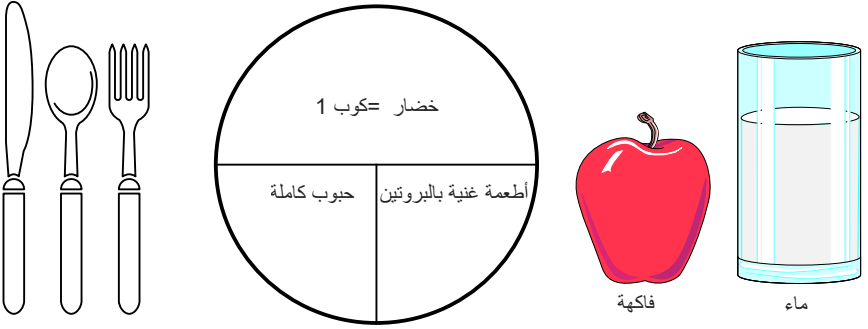 خضار =كوب 1
أطعمة غنية بالبروتين
حبوب كاملة
فاكهة
ماء